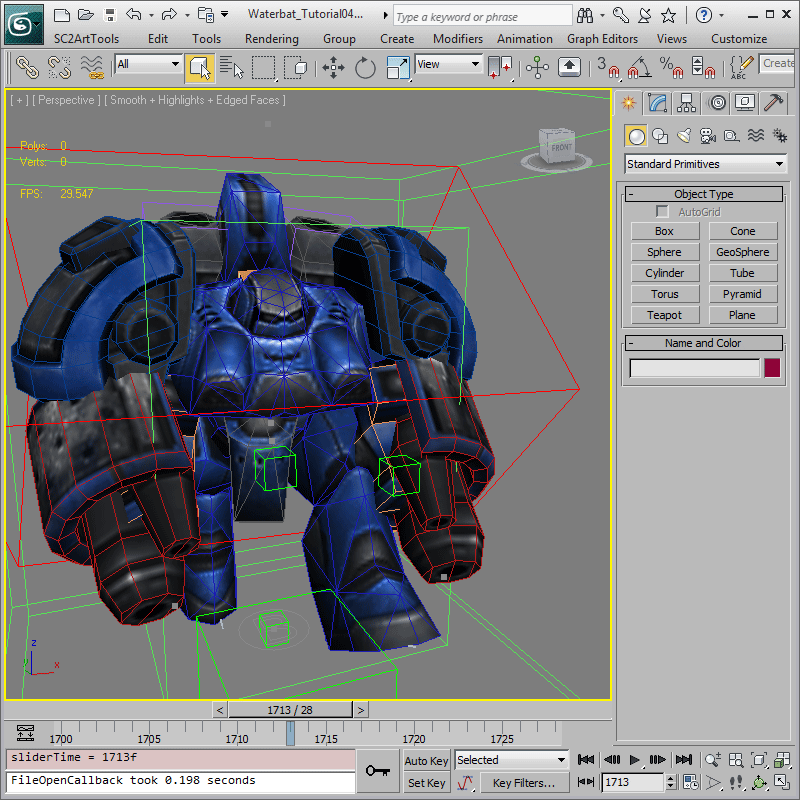 Waterbat_Tutorial04...
Type a keyword or phrase
SC2ArtTools Edit Tools Rendering Group Create Modifiers Animation Graph Editors Views Customize
All View 3 % ABC Create
[ + ] [ Perspective ] [ Smooth + Highlights + Edged Faces ]
Polys: 0
Verts: 0
FPS: 29.547
FRONT
Standard Primitives
- Object Type
AutoGrid
Box Cone
Sphere GeoSphere
Cylinder Tube
Torus Pyramid
Teapot Plane
- Name and Color
z
x
< 1713 / 28 >
1700 1705 1710 1715 1720 1725
sliderTime = 1713f
FileOpenCallback took 0.198 seconds
Auto Key Selected
Set Key Key Filters...
1713